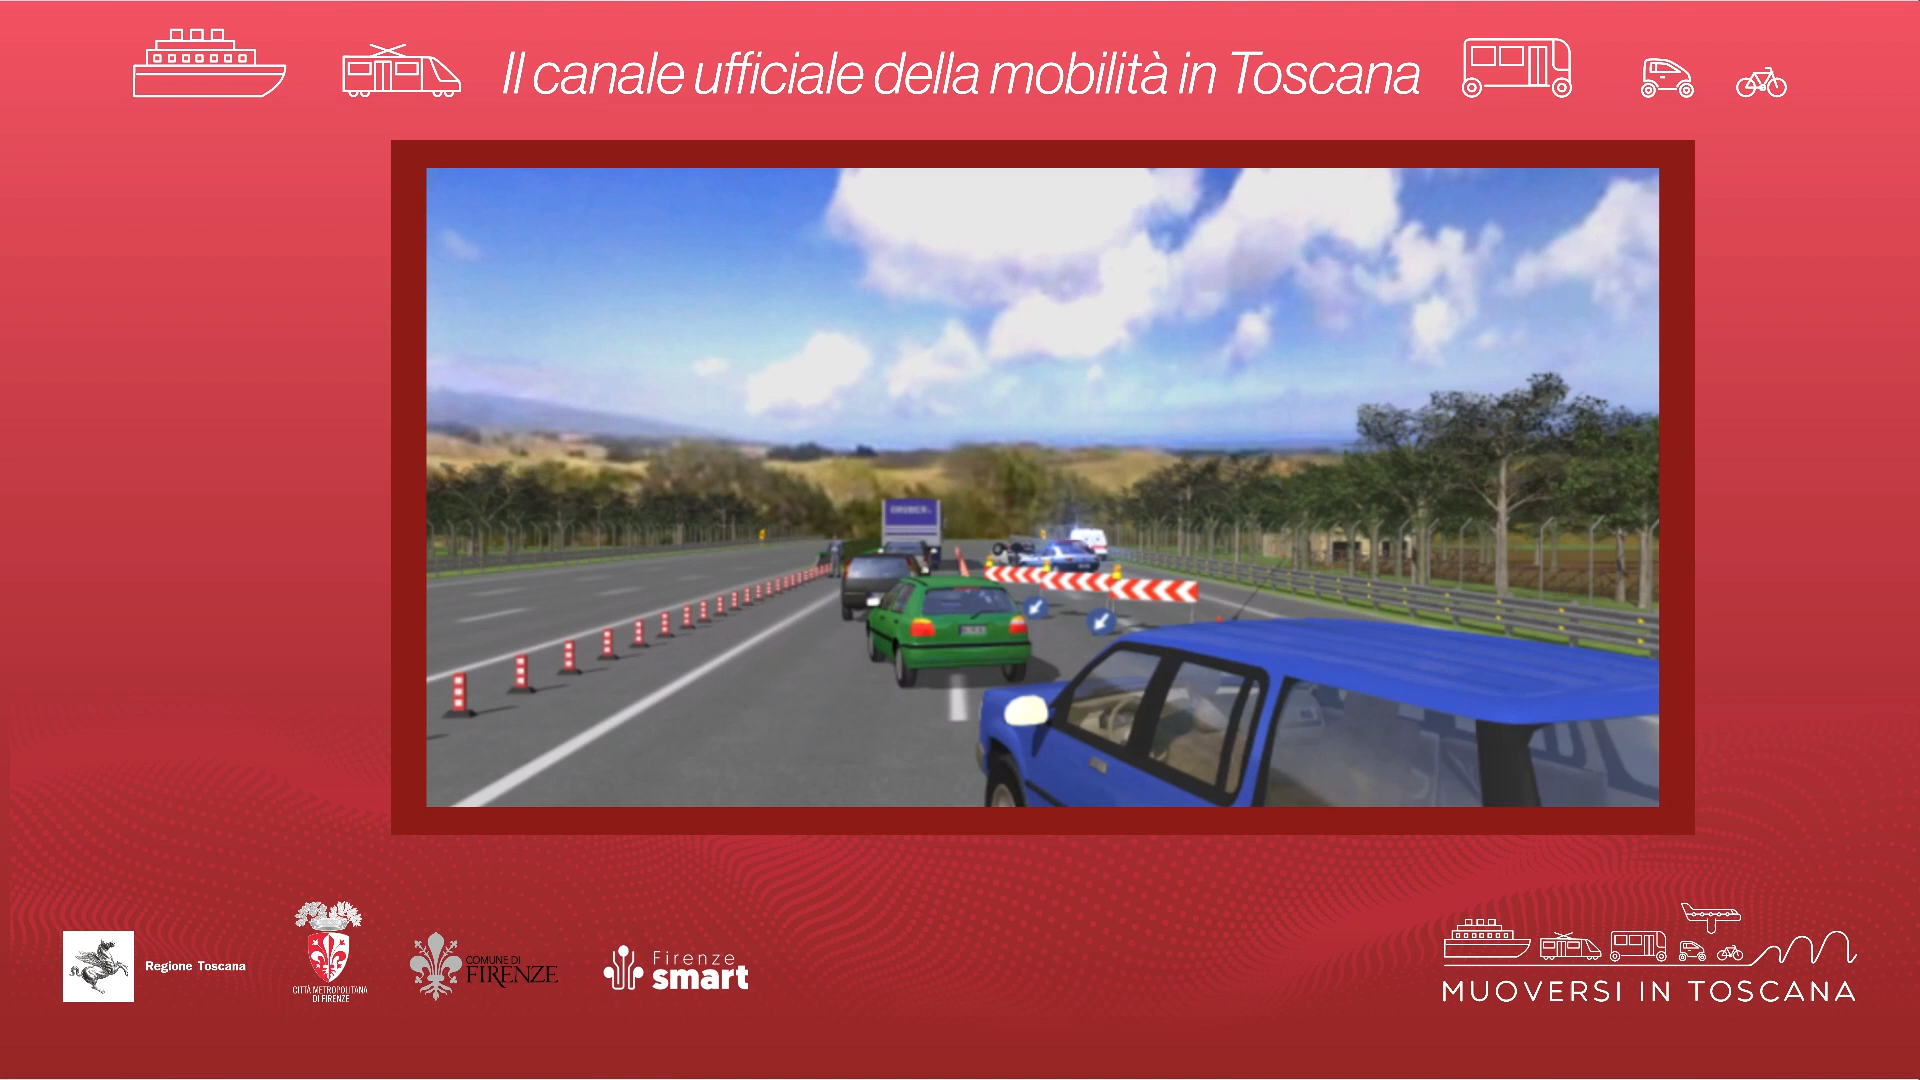 Il canale ufficiale della mobilità in Toscana
GRUBER
Regione Toscana
CITTÀ METROPOLITANA
DI FIRENZE
COMUNE DI
FIRENZE
Firenze
smart
MUOVERSI IN TOSCANA